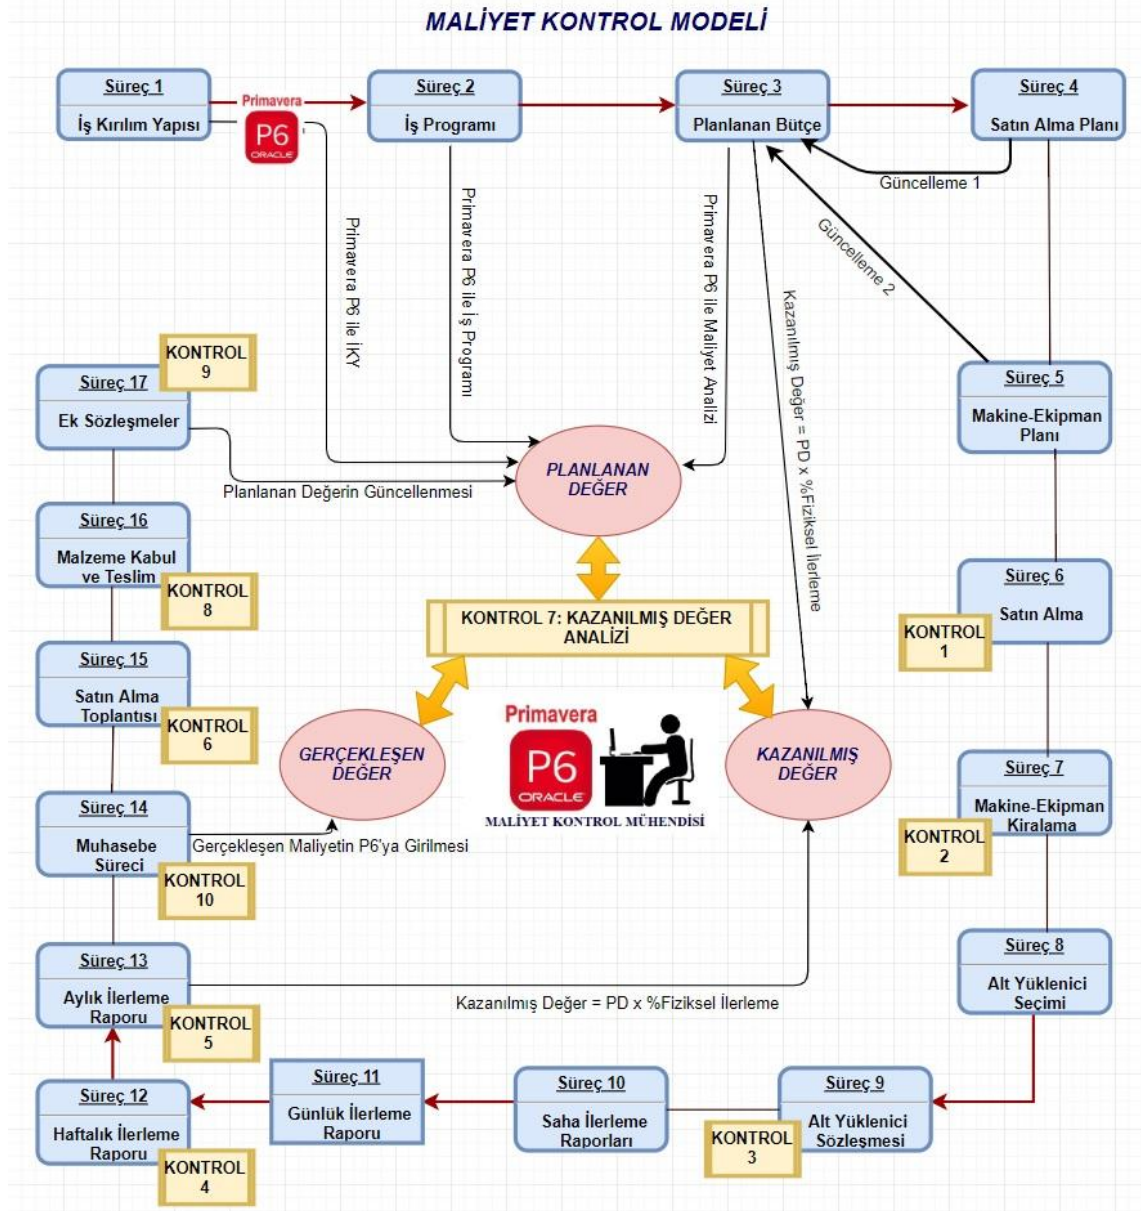 MALİYET KONTROL MODELİ
Süreç 1
İş Kırılım Yapısı
Primavera
P6
ORACLE
Süreç 2
İş Programı
Süreç 3
Planlanan Bütçe
Süreç 4
Satın Alma Planı
Güncelleme 1
Güncelleme 2
Primavera P6 ile İKY
Primavera P6 ile İş Programı
Primavera P6 ile Maliyet Analizi
Kazanılmış Değer = PD x %Fiziksel İlerleme
KONTROL
9
Süreç 17
Ek Sözleşmeler
Planlanan Değerin Güncellenmesi
PLANLANAN
DEĞER
Süreç 5
Makine-Ekipman
Planı
Süreç 16
Malzeme Kabul
ve Teslim
KONTROL
8
KONTROL 7: KAZANILMIŞ DEĞER
ANALİZİ
Süreç 6
Satın Alma
KONTROL
1
Süreç 15
Satın Alma
Toplantısı
KONTROL
6
GERÇEKLEŞEN
DEĞER
Primavera
P6
ORACLE
MALİYET KONTROL MÜHENDİSİ
KAZANILMIŞ
DEĞER
Süreç 7
Makine-Ekipman
Kiralama
KONTROL
2
Süreç 14
Muhasebe
Süreci
KONTROL
10
Gerçekleşen Maliyetin P6'ya Girilmesi
Süreç 13
Aylık İlerleme
Raporu
KONTROL
5
Kazanılmış Değer = PD x %Fiziksel İlerleme
Süreç 8
Alt Yüklenici
Seçimi
Süreç 12
Haftalık İlerleme
Raporu
KONTROL
4
Süreç 11
Günlük İlerleme
Raporu
Süreç 10
Saha İlerleme
Raporları
Süreç 9
Alt Yüklenici
Sözleşmesi
KONTROL
3